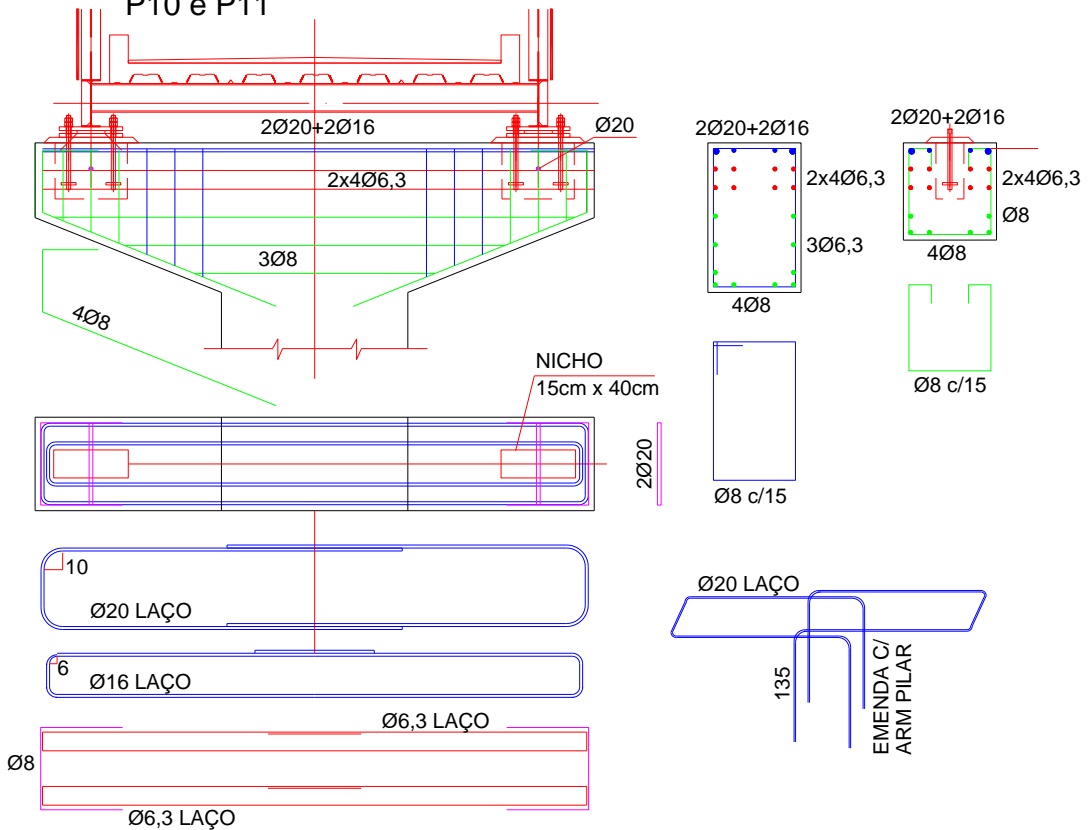 P10 e P11
2Ø20+2Ø16
Ø20
2x4Ø6,3
3Ø8
4Ø8
2Ø20+2Ø16
2x4Ø6,3
3Ø6,3
4Ø8
Ø8 c/15
2Ø20+2Ø16
2x4Ø6,3
Ø8
4Ø8
Ø8 c/15
NICHO
15cm x 40cm
2Ø20
10
Ø20 LAÇO
6
Ø16 LAÇO
Ø6,3 LAÇO
Ø8
Ø6,3 LAÇO
Ø20 LAÇO
135
EMENDA C/
ARM PILAR